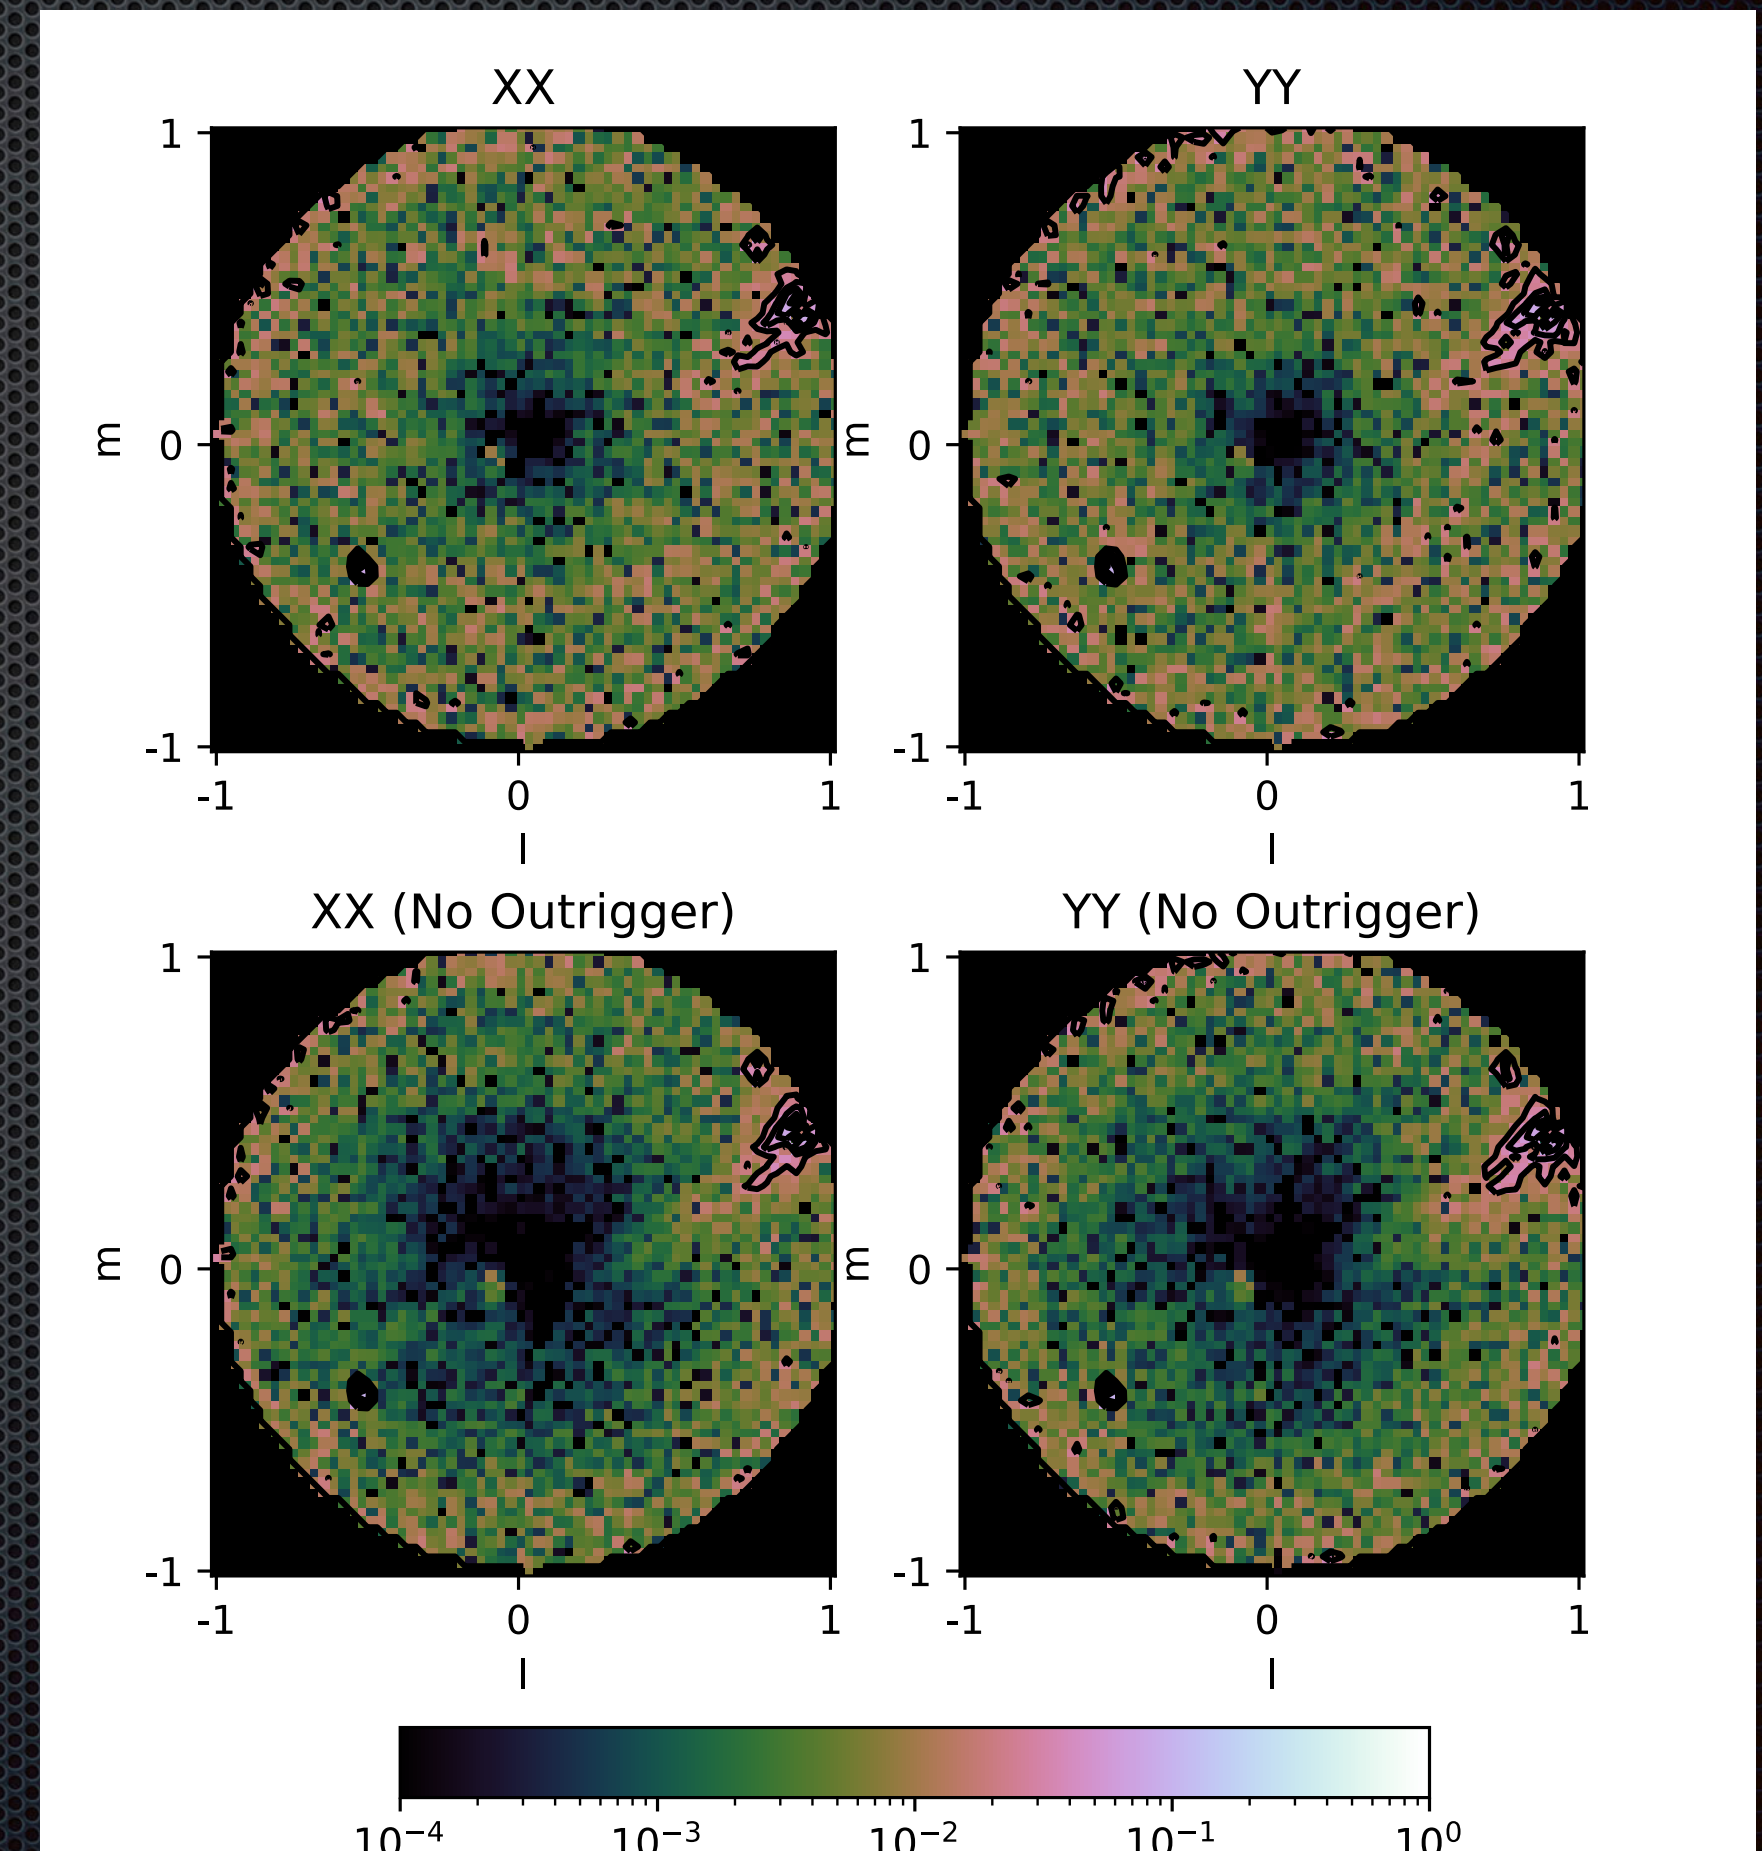 XX YY
1 1
m 0 m 0
-1 -1
-1 0 1 -1 0 1
l l
XX (No Outrigger) YY (No Outrigger)
1 1
m 0 m 0
-1 -1
-1 0 1 -1 0 1
l l
10⁻⁴ 10⁻³ 10⁻² 10⁻¹ 10⁰